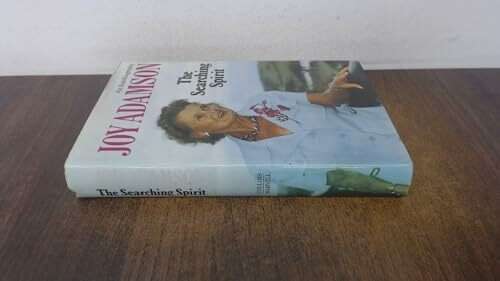 An Autobiography
JOY ADAMSON
The
Searching
Spirit
The Searching Spirit